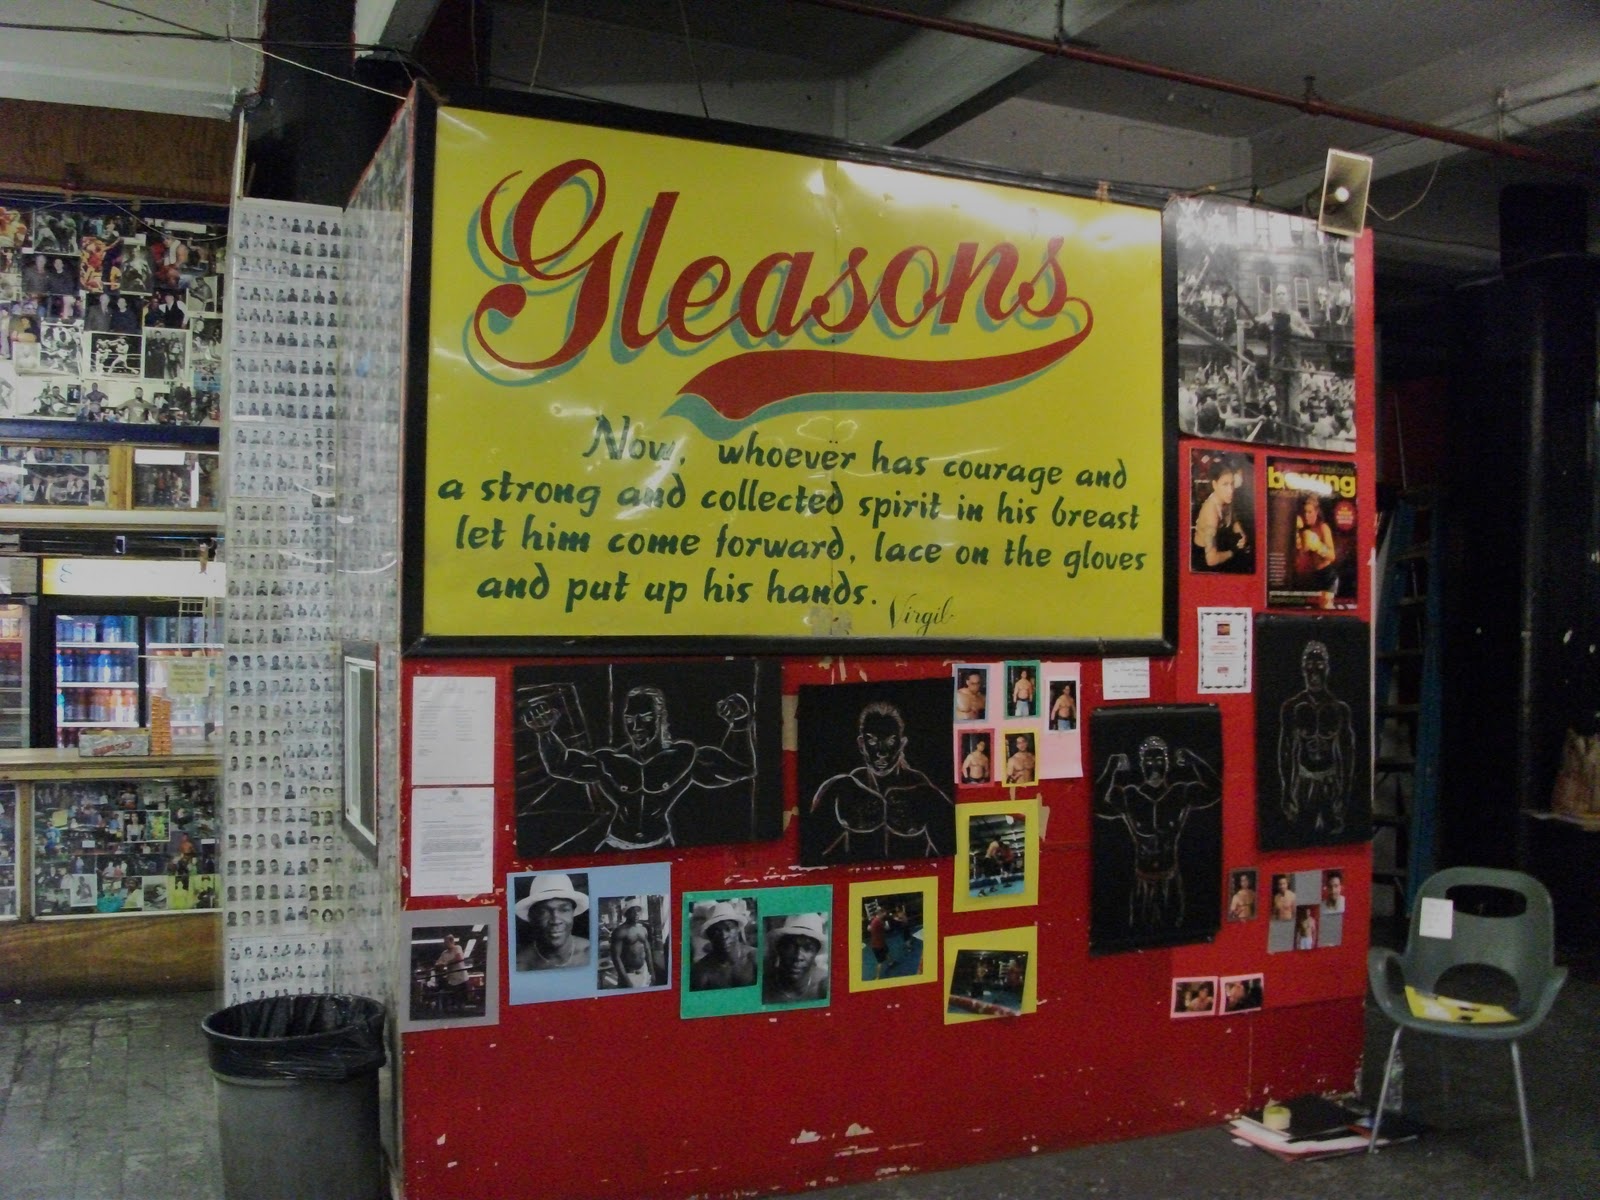 Gleasons
Now, whoever has courage and
a strong and collected spirit in his breast
let him come forward, lace on the gloves
and put up his hands.
Virgil
boxing